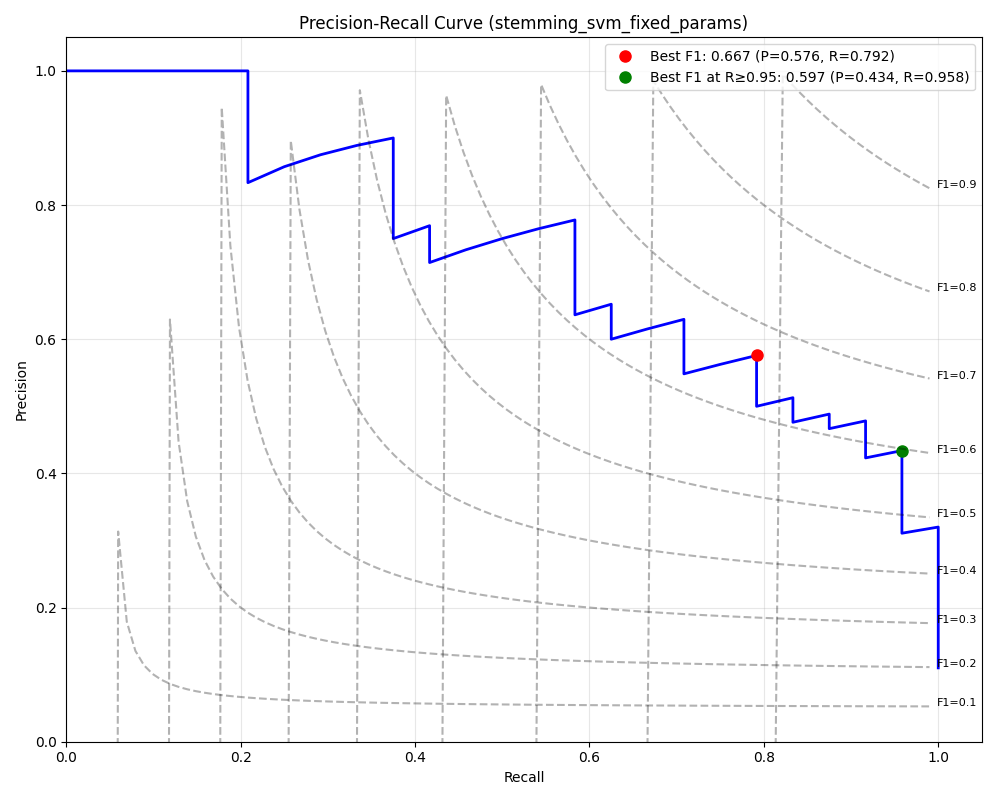 Precision-Recall Curve (stemming_svm_fixed_params)
Best F1: 0.667 (P=0.576, R=0.792)
Best F1 at R≥0.95: 0.597 (P=0.434, R=0.958)
1.0
0.8
0.6
0.4
0.2
0.0
Precision
F1=0.9
F1=0.8
F1=0.7
F1=0.6
F1=0.5
F1=0.4
F1=0.3
F1=0.2
F1=0.1
0.0 0.2 0.4 0.6 0.8 1.0
Recall